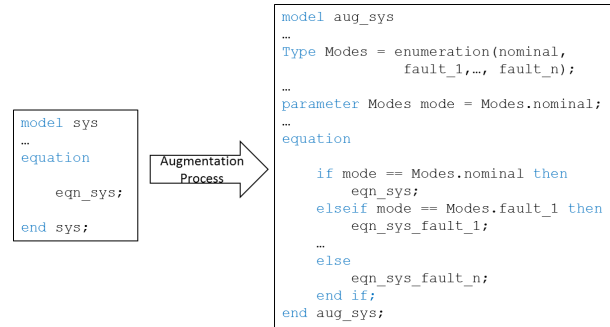 model sys
…
equation
eqn_sys;
end sys;
Augmentation
Process
model aug_sys
…
Type Modes = enumeration(nominal,
fault_1,…, fault_n);
…
parameter Modes mode = Modes.nominal;
…
equation
if mode == Modes.nominal then
eqn_sys;
elseif mode == Modes.fault_1 then
eqn_sys_fault_1;
…
else
eqn_sys_fault_n;
end if;
end aug_sys;